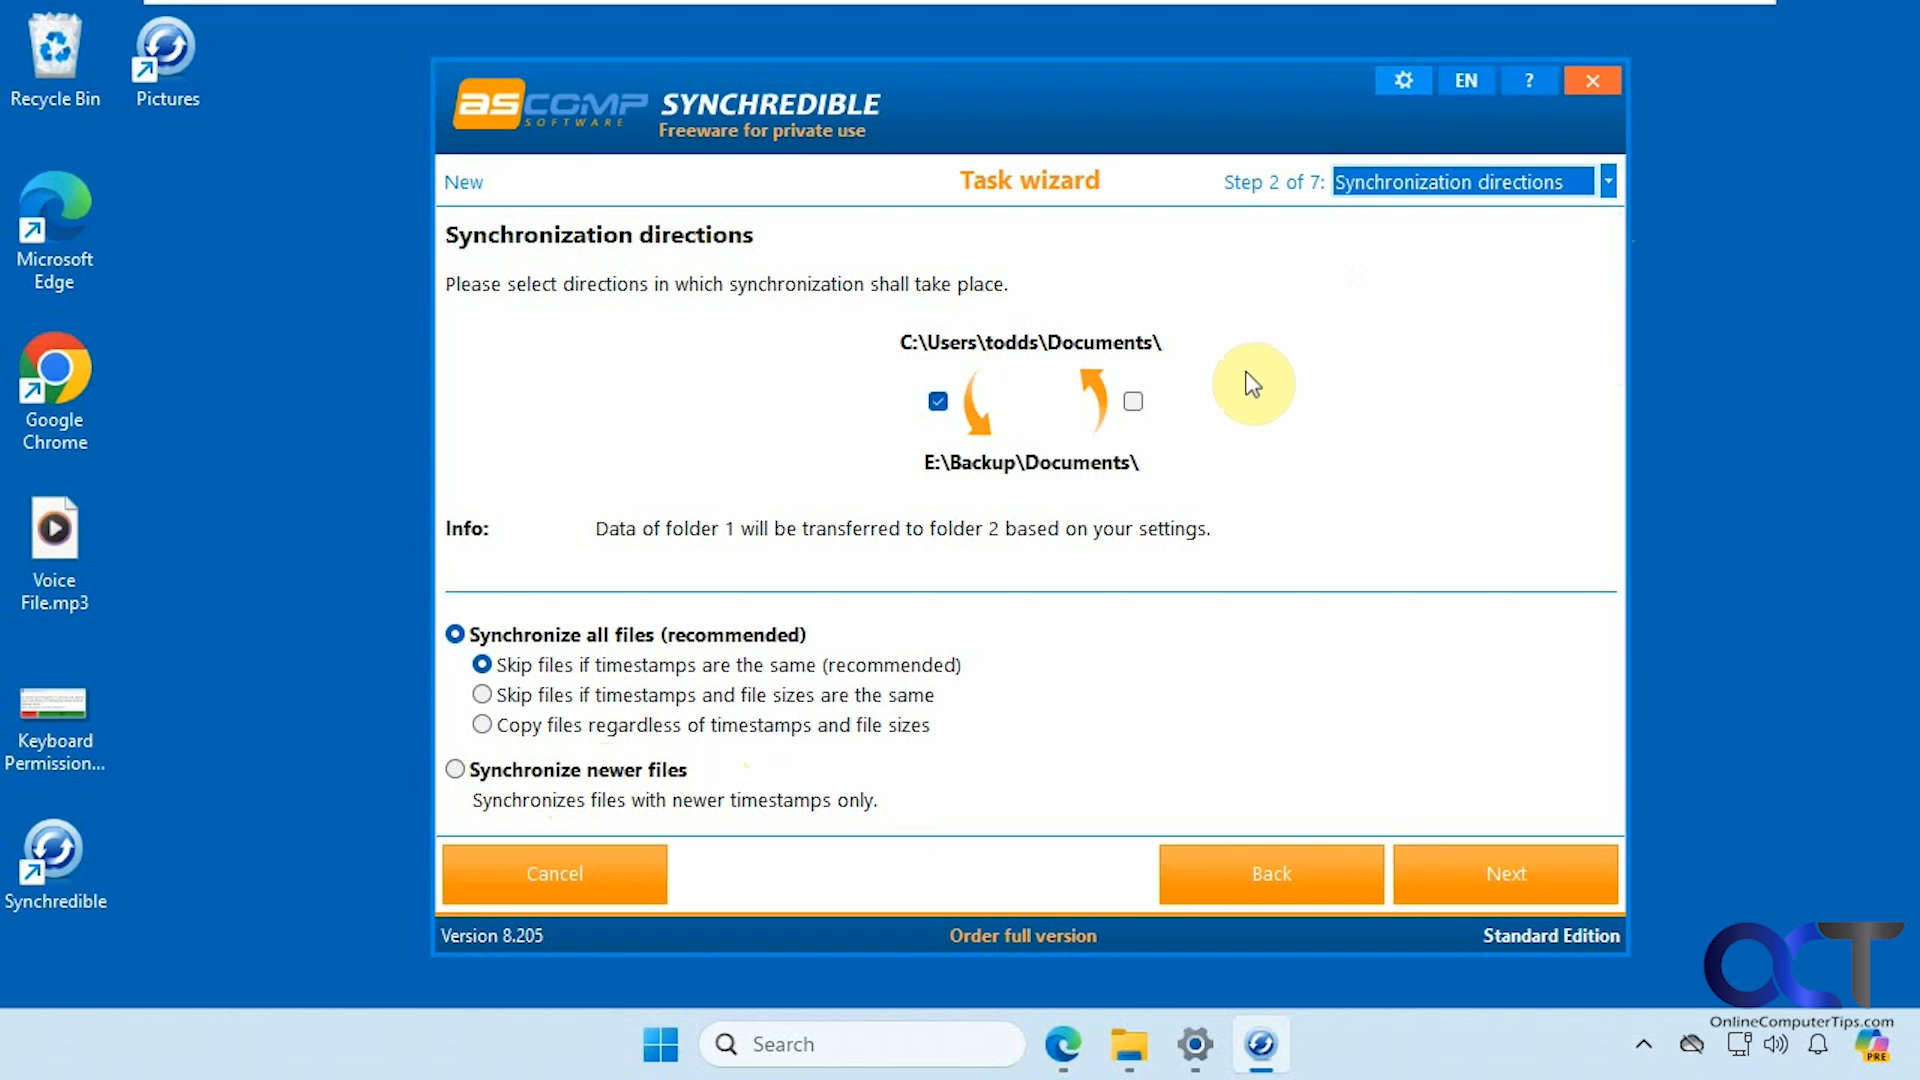 Recycle Bin
Pictures
Microsoft
Edge
Google
Chrome
Voice
File.mp3
Keyboard
Permission...
Synchredible
ascomp
SOFTWARE
SYNCHREDIBLE
Freeware for private use
EN
?
New
Task wizard
Step 2 of 7:
Synchronization directions
Synchronization directions
Please select directions in which synchronization shall take place.
C:\Users\todds\Documents\
E:\Backup\Documents\
Info:
Data of folder 1 will be transferred to folder 2 based on your settings.
Synchronize all files (recommended)
Skip files if timestamps are the same (recommended)
Skip files if timestamps and file sizes are the same
Copy files regardless of timestamps and file sizes
Synchronize newer files
Synchronizes files with newer timestamps only.
Cancel
Back
Next
Version 8.205
Order full version
Standard Edition
OCT
OnlineComputerTips.com
Search
PRE